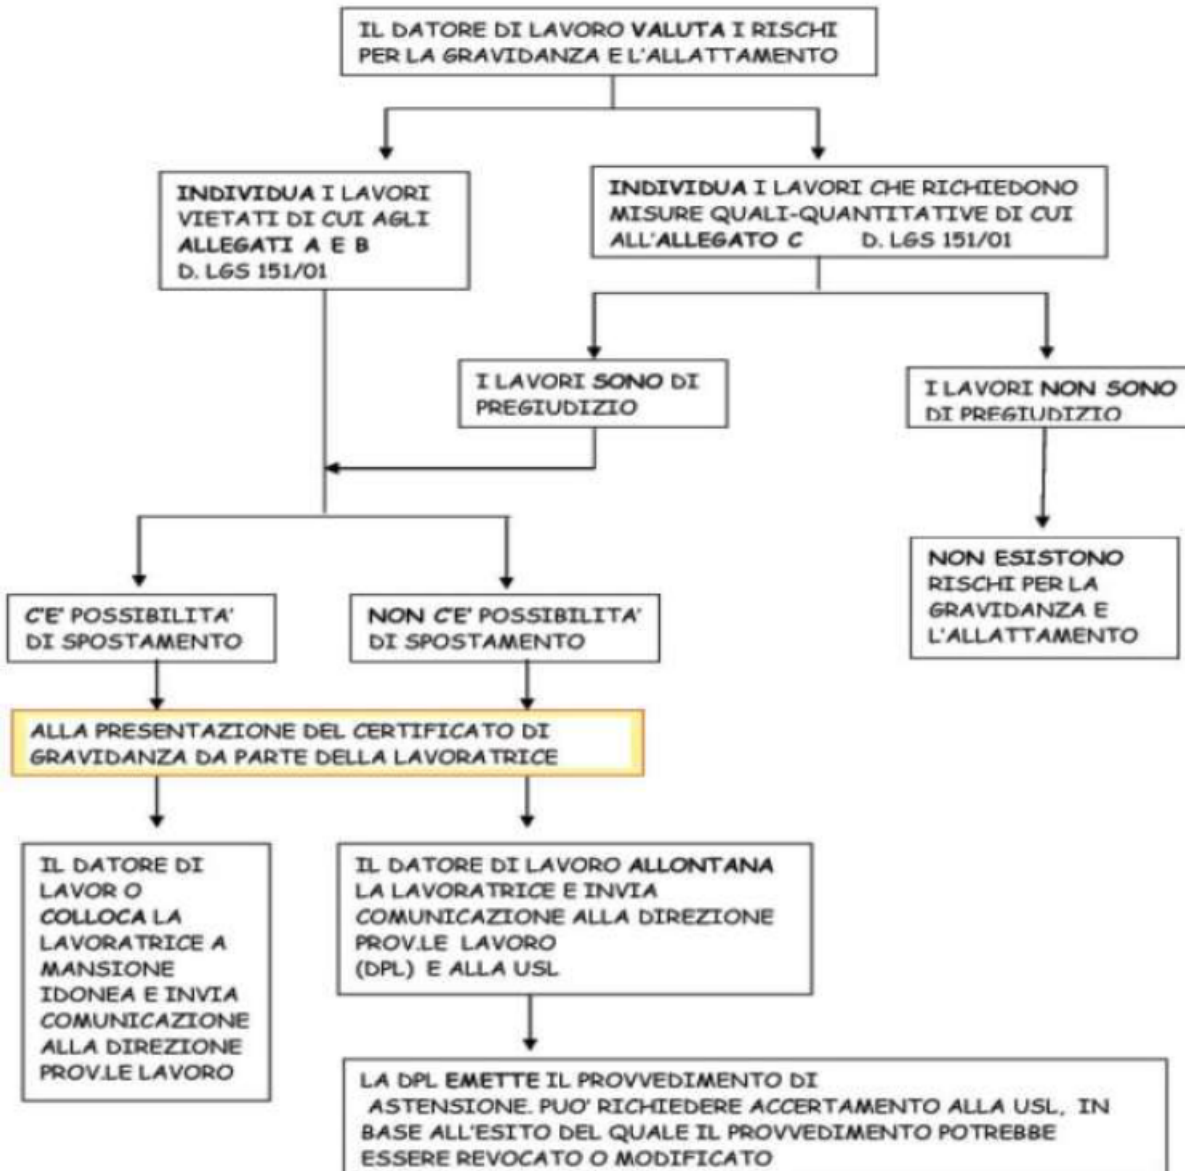 IL DATORE DI LAVORO VALUTA I RISCHI
PER LA GRAVIDANZA E L'ALLATTAMENTO
INDIVIDUA I LAVORI
VIETATI DI CUI AGLI
ALLEGATI A E B
D. LGS 151/01
INDIVIDUA I LAVORI CHE RICHIEDONO
MISURE QUALI-QUANTITATIVE DI CUI
ALL'ALLEGATO C D. LGS 151/01
I LAVORI SONO DI
PREGIUDIZIO
I LAVORI NON SONO
DI PREGIUDIZIO
NON ESISTONO
RISCHI PER LA
GRAVIDANZA E
L'ALLATTAMENTO
C'E' POSSIBILITA'
DI SPOSTAMENTO
NON C'E' POSSIBILITA'
DI SPOSTAMENTO
ALLA PRESENTAZIONE DEL CERTIFICATO DI
GRAVIDANZA DA PARTE DELLA LAVORATRICE
IL DATORE DI
LAVOR O
COLLOCA LA
LAVORATRICE A
MANSIONE
IDONEA E INVIA
COMUNICAZIONE
ALLA DIREZIONE
PROV.LE LAVORO
IL DATORE DI LAVORO ALLONTANA
LA LAVORATRICE E INVIA
COMUNICAZIONE ALLA DIREZIONE
PROV.LE LAVORO
(DPL) E ALLA USL
LA DPL EMETTE IL PROVVEDIMENTO DI
ASTENSIONE. PUO' RICHIEDERE ACCERTAMENTO ALLA USL, IN
BASE ALL'ESITO DEL QUALE IL PROVVEDIMENTO POTREBBE
ESSERE REVOCATO O MODIFICATO